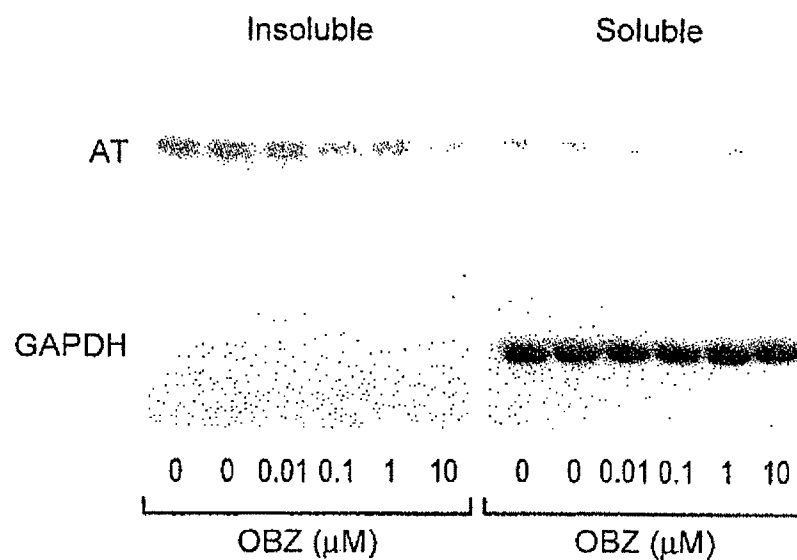 Insoluble Soluble
AT
GAPDH
0 0 0.01 0.1 1 10 0 0 0.01 0.1 1 10
OBZ (μM) OBZ (μM)